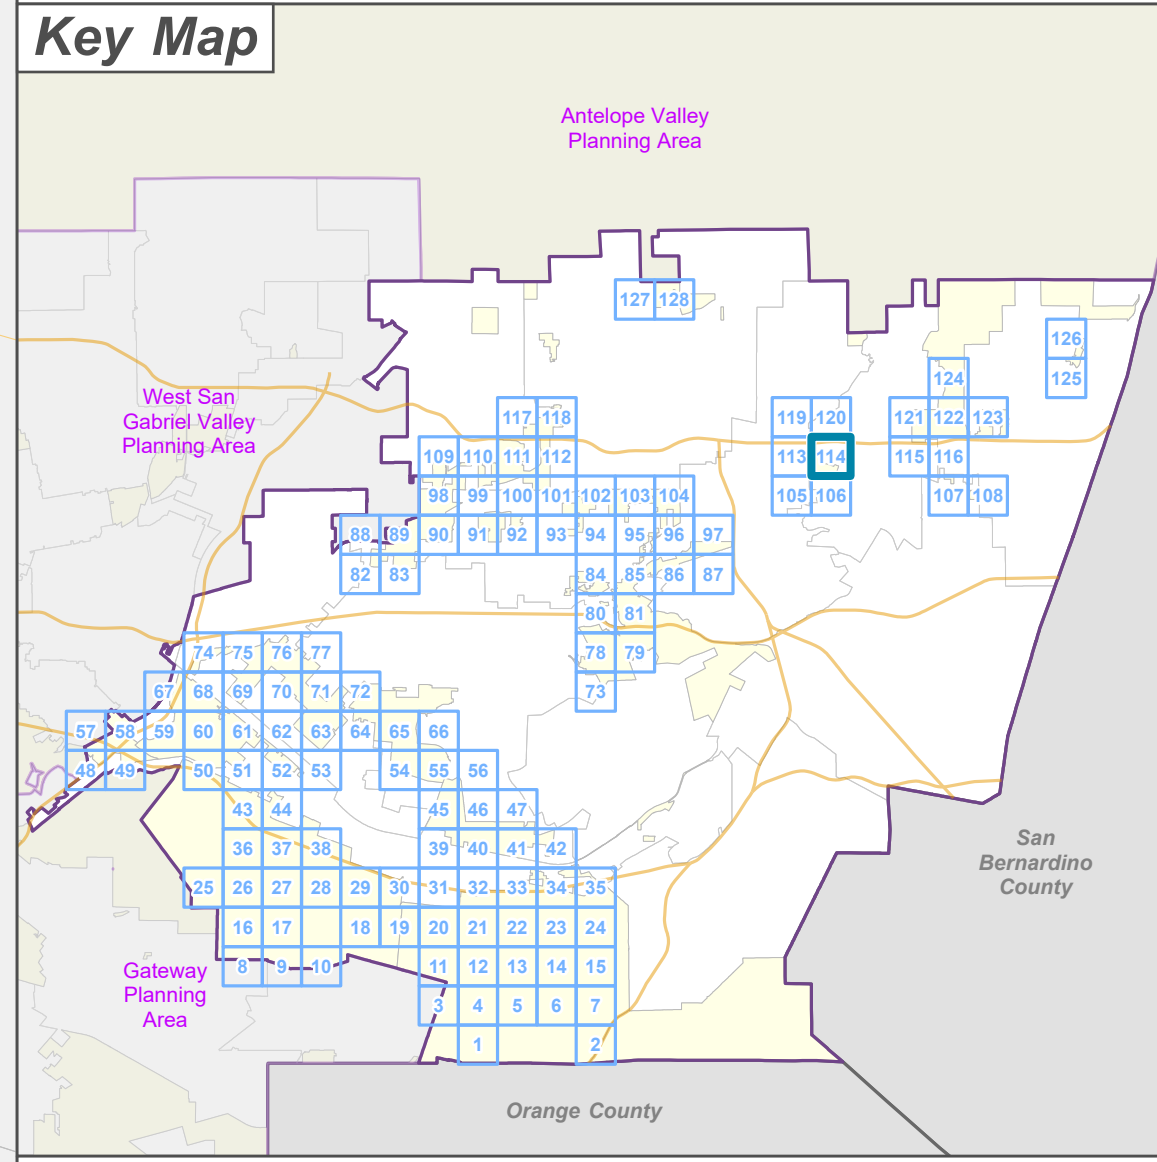 Key Map
Antelope Valley
Planning Area
127 128
126
124 125
West San
Gabriel Valley
Planning Area
117 118 119 120 121 122 123
109 110 111 112 113 114 115 116
98 99 100 101 102 103 104 105 106 107 108
88 89 90 91 92 93 94 95 96 97
82 83 84 85 86 87
80 81
74 75 76 77 78 79
67 68 69 70 71 72 73
57 58 59 60 61 62 63 64 65 66
48 49 50 51 52 53 54 55 56
43 44 45 46 47
36 37 38 39 40 41 42
San
Bernardino
County
25 26 27 28 29 30 31 32 33 34 35
16 17 18 19 20 21 22 23 24
Gateway
Planning
Area
8 9 10 11 12 13 14 15
3 4 5 6 7
1 2
Orange County